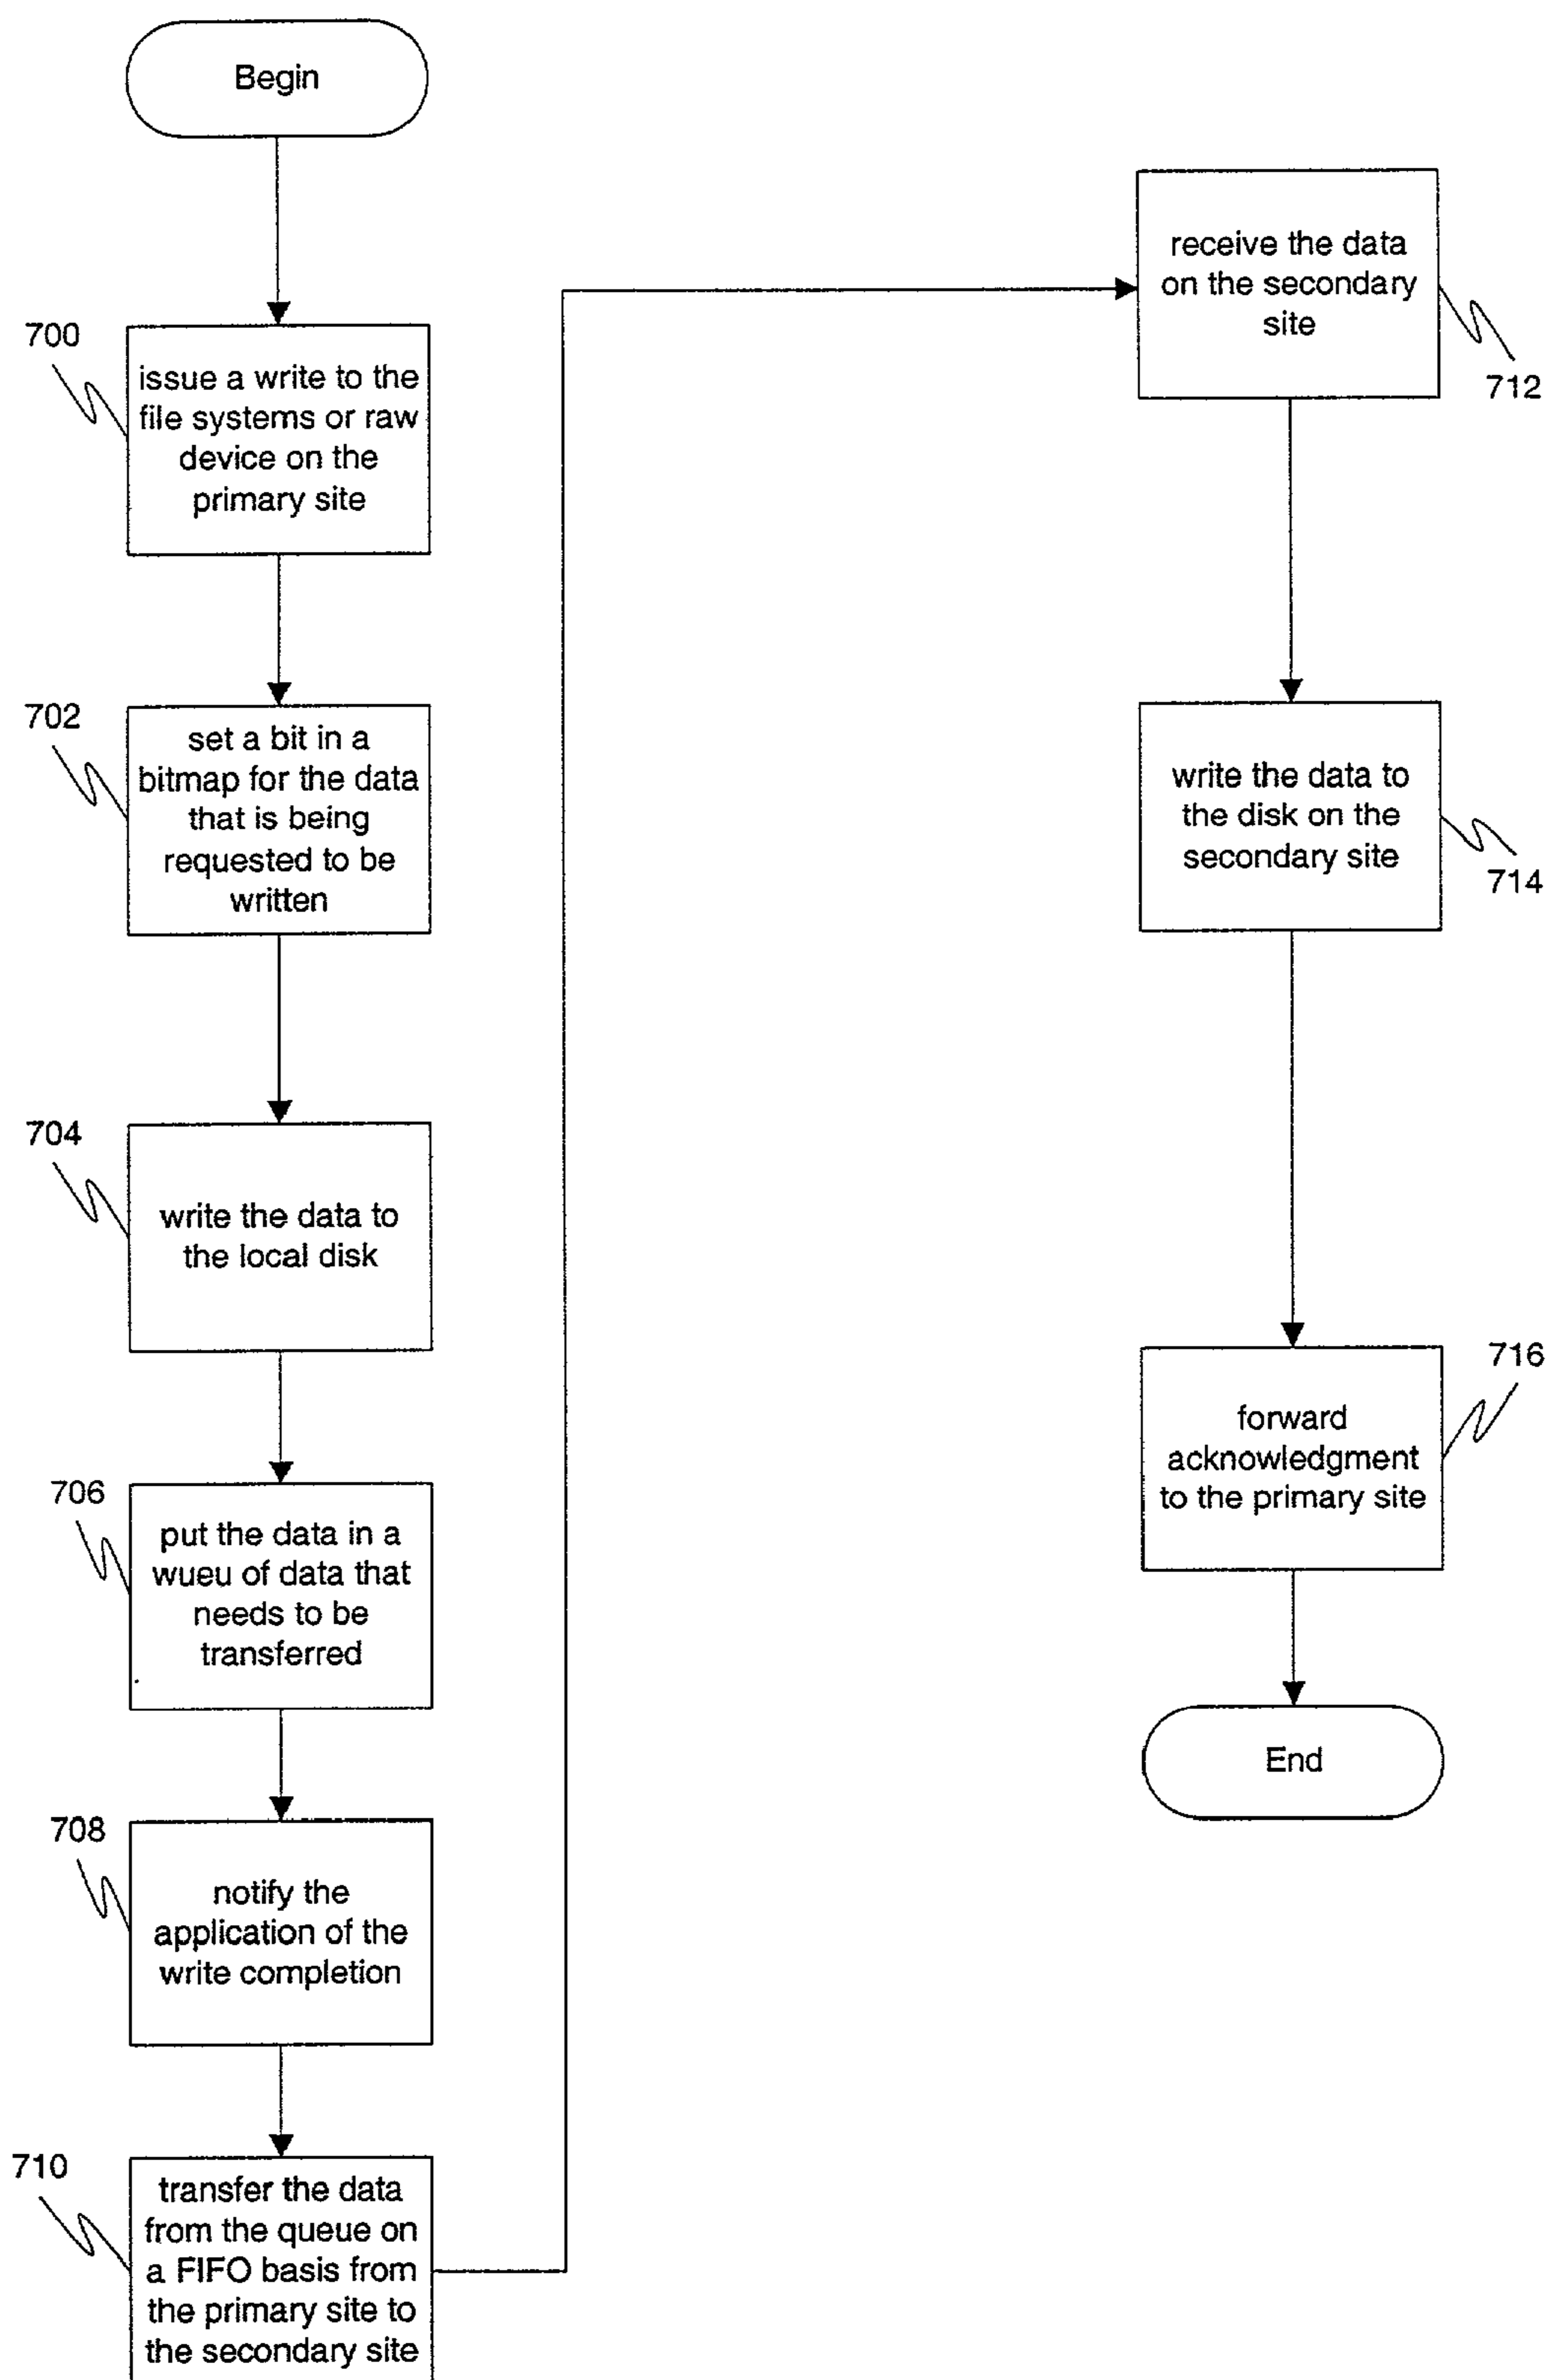 Begin
700
issue a write to the
file systems or raw
device on the
primary site
702
set a bit in a
bitmap for the data
that is being
requested to be
written
704
write the data to
the local disk
706
put the data in a
wueu of data that
needs to be
transferred
708
notify the
application of the
write completion
710
transfer the data
from the queue on
a FIFO basis from
the primary site to
the secondary site
receive the data
on the secondary
site
712
write the data to
the disk on the
secondary site
714
716
forward
acknowledgment
to the primary site
End